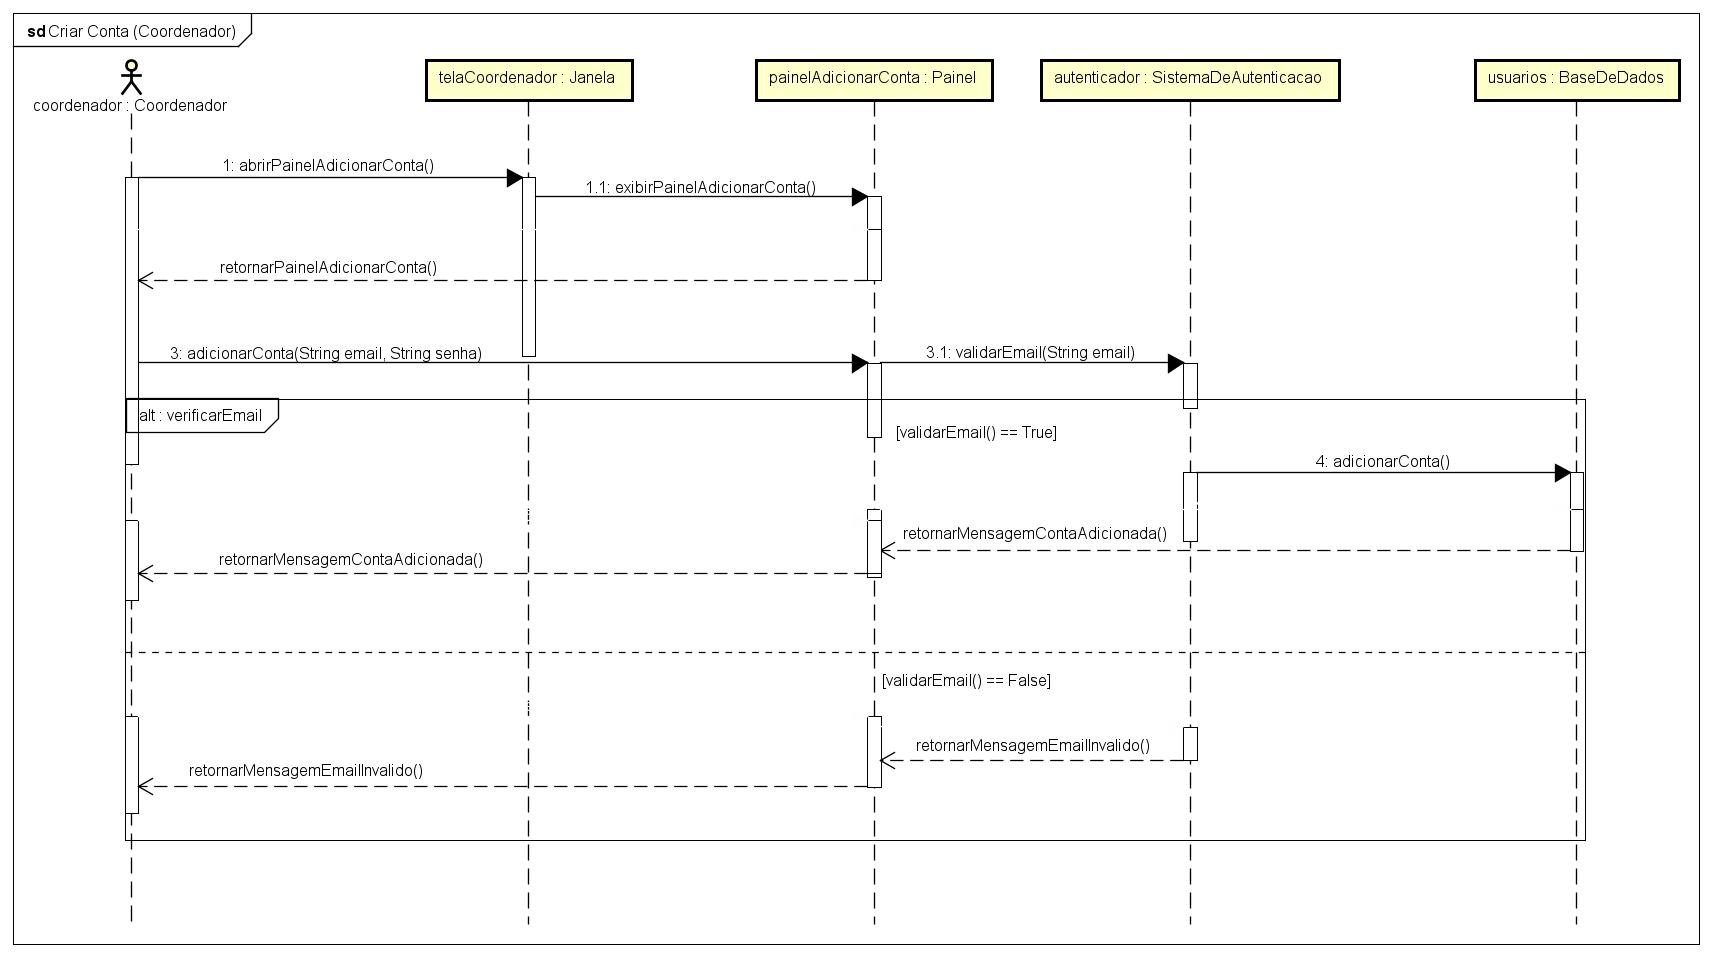 sd Criar Conta (Coordenador)
coordenador : Coordenador
telaCoordenador : Janela
painelAdicionarConta : Painel
autenticador : SistemaDeAutenticacao
usuarios : BaseDeDados
1: abrirPainelAdicionarConta()
1.1: exibirPainelAdicionarConta()
retornarPainelAdicionarConta()
3: adicionarConta(String email, String senha)
3.1: validarEmail(String email)
alt : verificarEmail
[validarEmail() == True]
4: adicionarConta()
retornarMensagemContaAdicionada()
retornarMensagemContaAdicionada()
[validarEmail() == False]
retornarMensagemEmailInvalido()
retornarMensagemEmailInvalido()